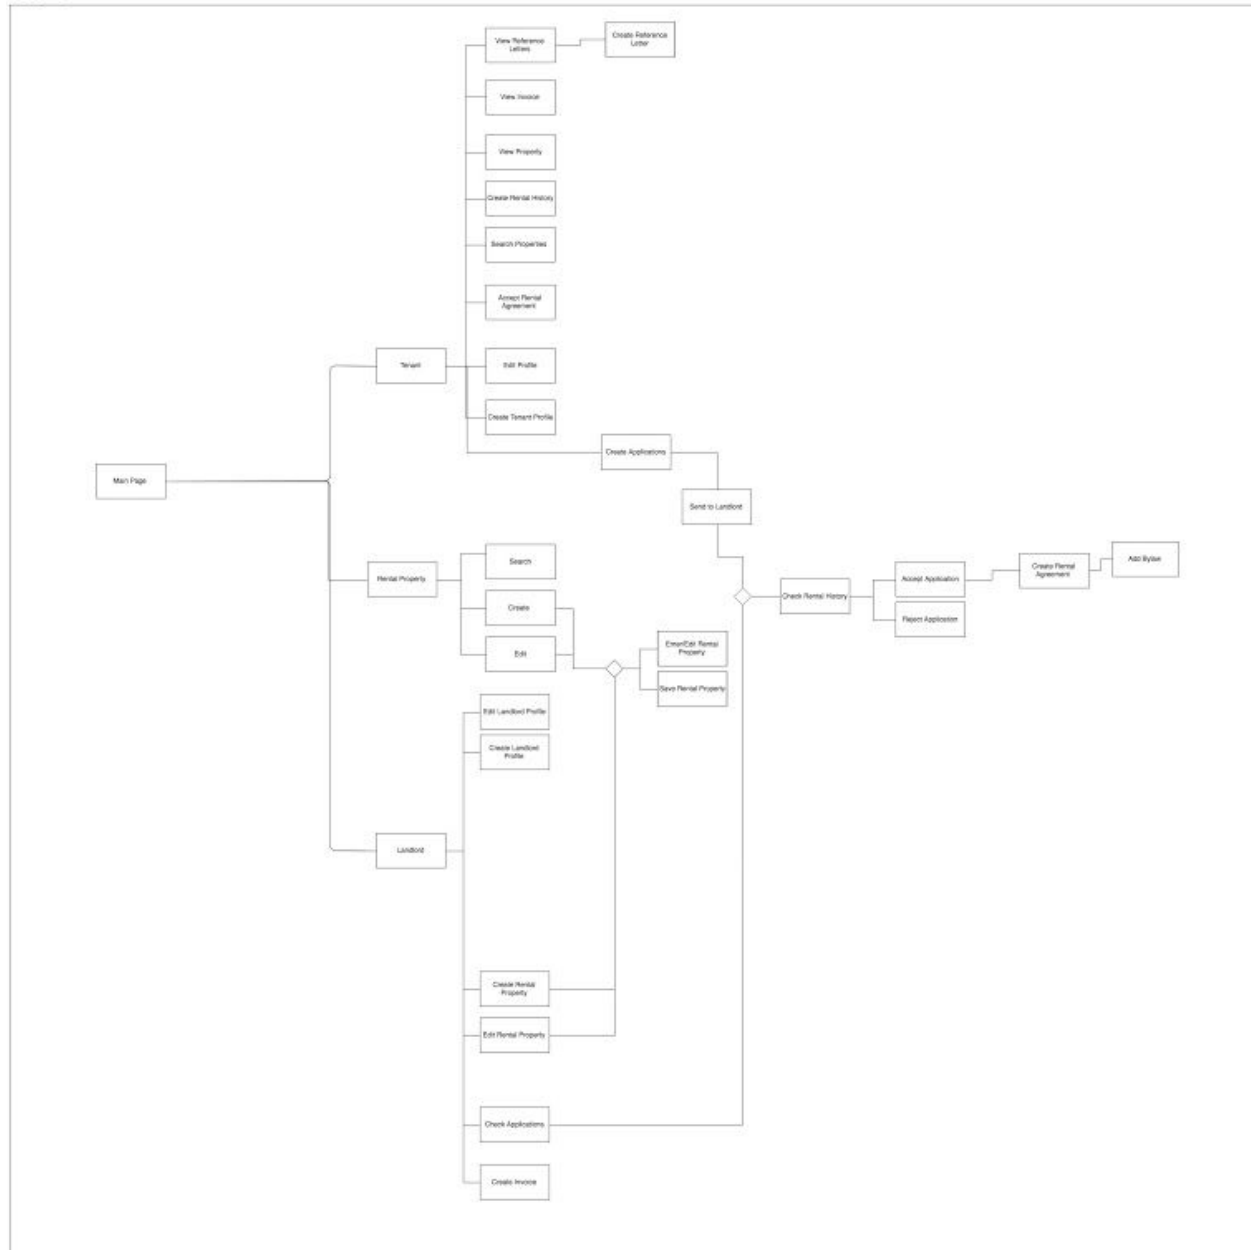 View Reference
Letters
Create Reference
Letter
View Invoice
View Property
Create Rental History
Search Properties
Accept Rental
Agreement
Tenant
Edit Profile
Create Tenant Profile
Create Applications
Main Page
Send to Landlord
Rental Property
Search
Create
Edit
Check Rental History
Accept Application
Reject Application
Create Rental
Agreement
Add Bylaw
Enter/Edit Rental
Property
Save Rental Property
Edit Landlord Profile
Create Landlord
Profile
Landlord
Create Rental
Property
Edit Rental Property
Check Applications
Create Invoice